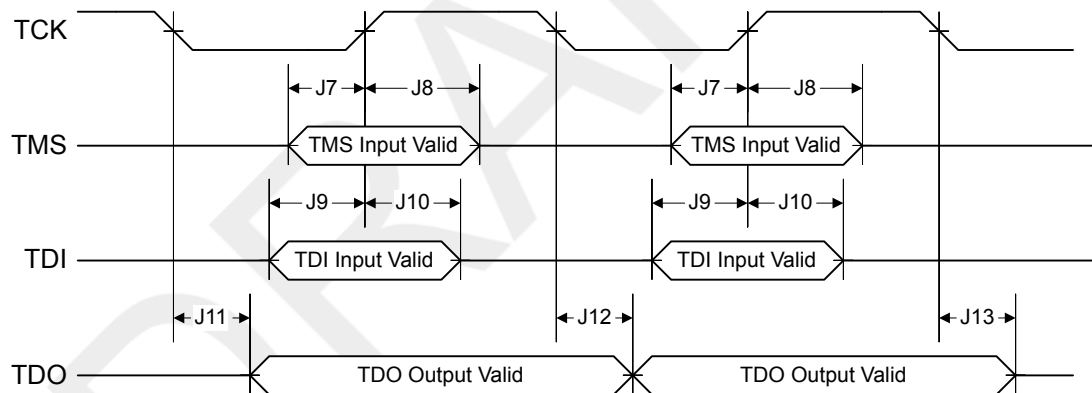 TCK
J7 J8 J7 J8
TMS TMS Input Valid TMS Input Valid
J9 J10 J9 J10
TDI TDI Input Valid TDI Input Valid
J11 J12 J13
TDO TDO Output Valid TDO Output Valid
DRA